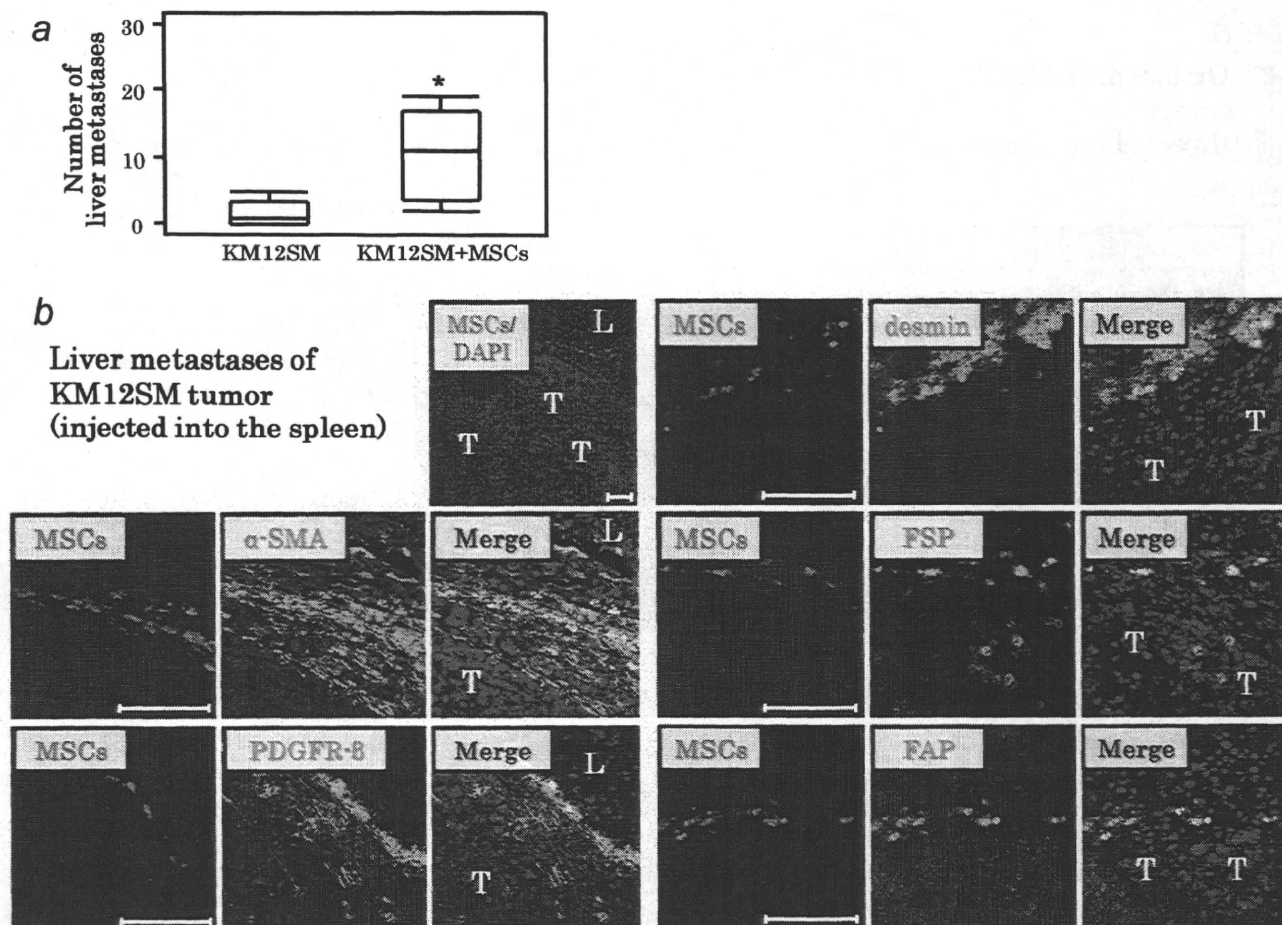 a
Number of
liver metastases
30
20
10
0
*
KM12SM
KM12SM+MSCs
b
Liver metastases of
KM12SM tumor
(injected into the spleen)
MSCs/
DAPI
L
T
T
T
MSCs
desmin
Merge
T
T
MSCs
α-SMA
Merge
L
T
MSCs
FSP
Merge
T
T
MSCs
PDGFR-β
Merge
L
T
MSCs
FAP
Merge
T
T